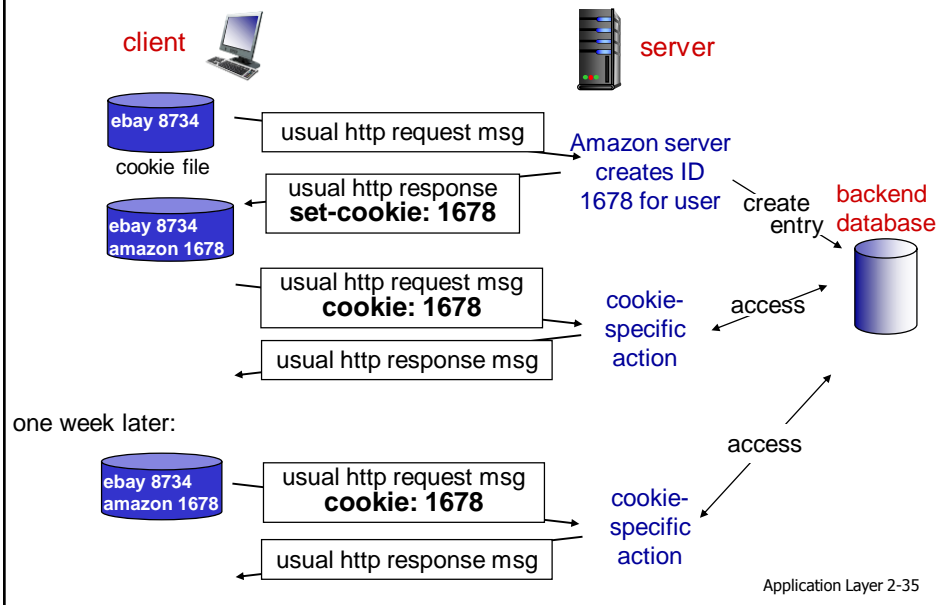 client
server
ebay 8734
cookie file
usual http request msg
Amazon server
creates ID
1678 for user
usual http response
set-cookie: 1678
ebay 8734
amazon 1678
create
entry
backend
database
usual http request msg
cookie: 1678
cookie-
specific
action
access
usual http response msg
one week later:
access
ebay 8734
amazon 1678
usual http request msg
cookie: 1678
cookie-
specific
action
usual http response msg
Application Layer 2-35